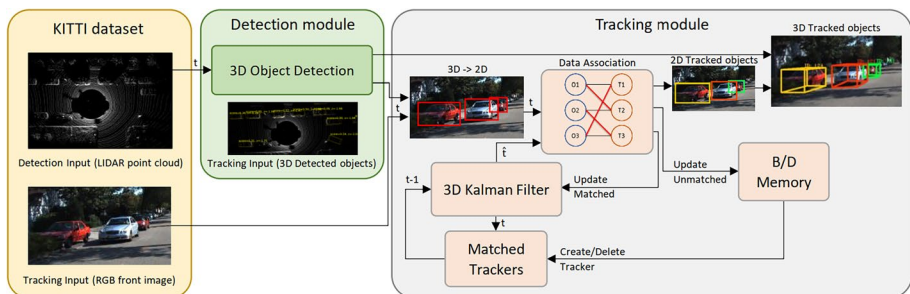 KITTI dataset
t
Detection Input (LIDAR point cloud)
Tracking Input (RGB front image)
Detection module
3D Object Detection
Tracking Input (3D Detected objects)
Tracking module
3D -> 2D
t
t
t
Data Association
O1
T1
O2
T2
O3
T3
2D Tracked objects
3D Tracked objects
t̂
t-1
3D Kalman Filter
Update
Matched
Update
Unmatched
B/D
Memory
t
Matched
Trackers
Create/Delete
Tracker